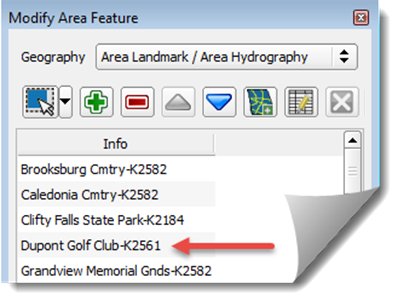 Modify Area Feature
Geography Area Landmark / Area Hydrography
Info
Brooksburg Cmtry-K2582
Caledonia Cmtry-K2582
Clifty Falls State Park-K2184
Dupont Golf Club-K2561
Grandview Memorial Gnds-K2582